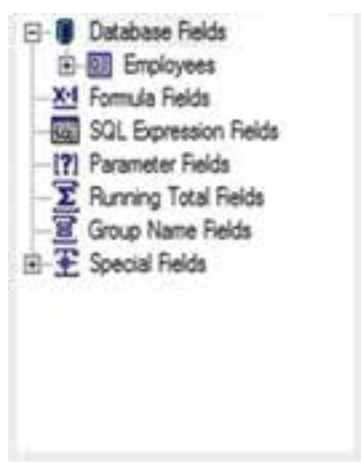 Database Fields
Employees
Formula Fields
SQL Expression Fields
Parameter Fields
Running Total Fields
Group Name Fields
Special Fields